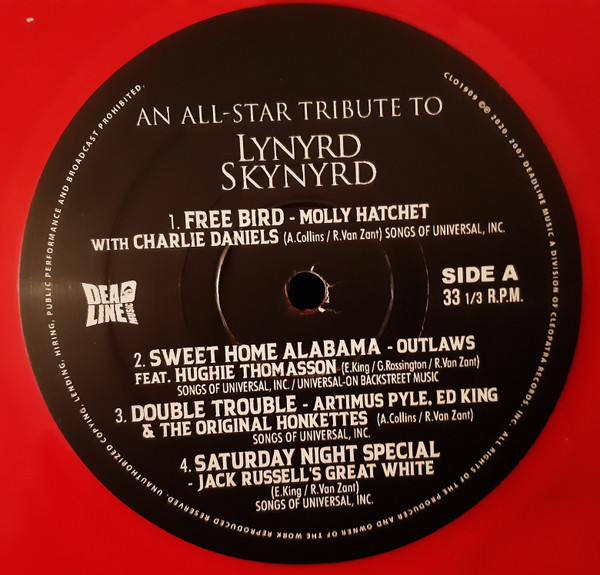 AN ALL-STAR TRIBUTE TO
LYNYRD
SKYNYRD
1. FREE BIRD - MOLLY HATCHET
WITH CHARLIE DANIELS (A.Collins / R.Van Zant) SONGS OF UNIVERSAL, INC.
DEAD
LINE
MUSIC
SIDE A
33 1/3 R.P.M.
2. SWEET HOME ALABAMA - OUTLAWS
FEAT. HUGHIE THOMASSON (E.King / G.Rossington / R.Van Zant)
SONGS OF UNIVERSAL, INC. / UNIVERSAL-ON BACKSTREET MUSIC
3. DOUBLE TROUBLE - ARTIMUS PYLE, ED KING
& THE ORIGINAL HONKETTES (A.Collins / R.Van Zant)
SONGS OF UNIVERSAL, INC.
4. SATURDAY NIGHT SPECIAL
- JACK RUSSELL'S GREAT WHITE
(E.King / R.Van Zant)
SONGS OF UNIVERSAL, INC.
CLO1909 ©℗ 2020, 2007 DEADLINE MUSIC A DIVISION OF CLEOPATRA RECORDS, INC. ALL RIGHTS OF THE PRODUCER AND OWNER OF THE WORK REPRODUCED RESERVED. UNAUTHORIZED COPYING, LENDING, HIRING, PUBLIC PERFORMANCE AND BROADCAST PROHIBITED.